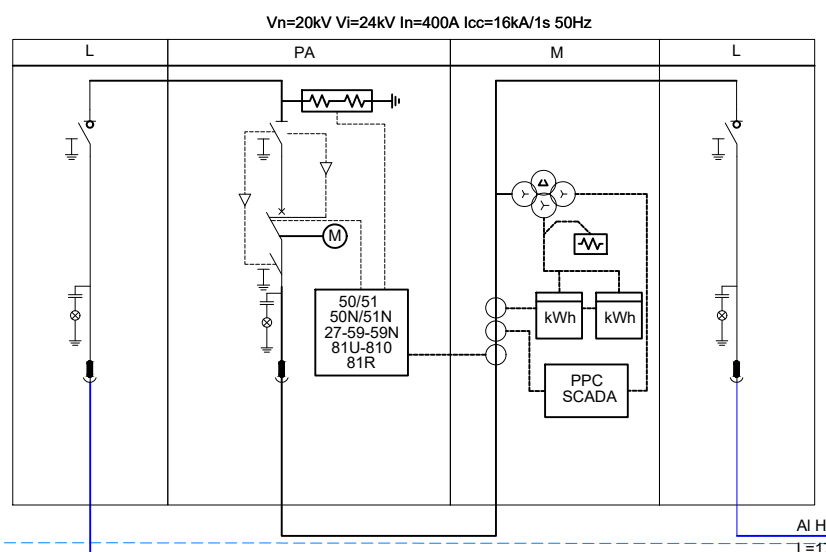 Vn=20kV Vi=24kV In=400A Icc=16kA/1s 50Hz
L
PA
M
L
M
50/51
50N/51N
27-59-59N
81U-810
81R
kWh
kWh
PPC
SCADA
Al H